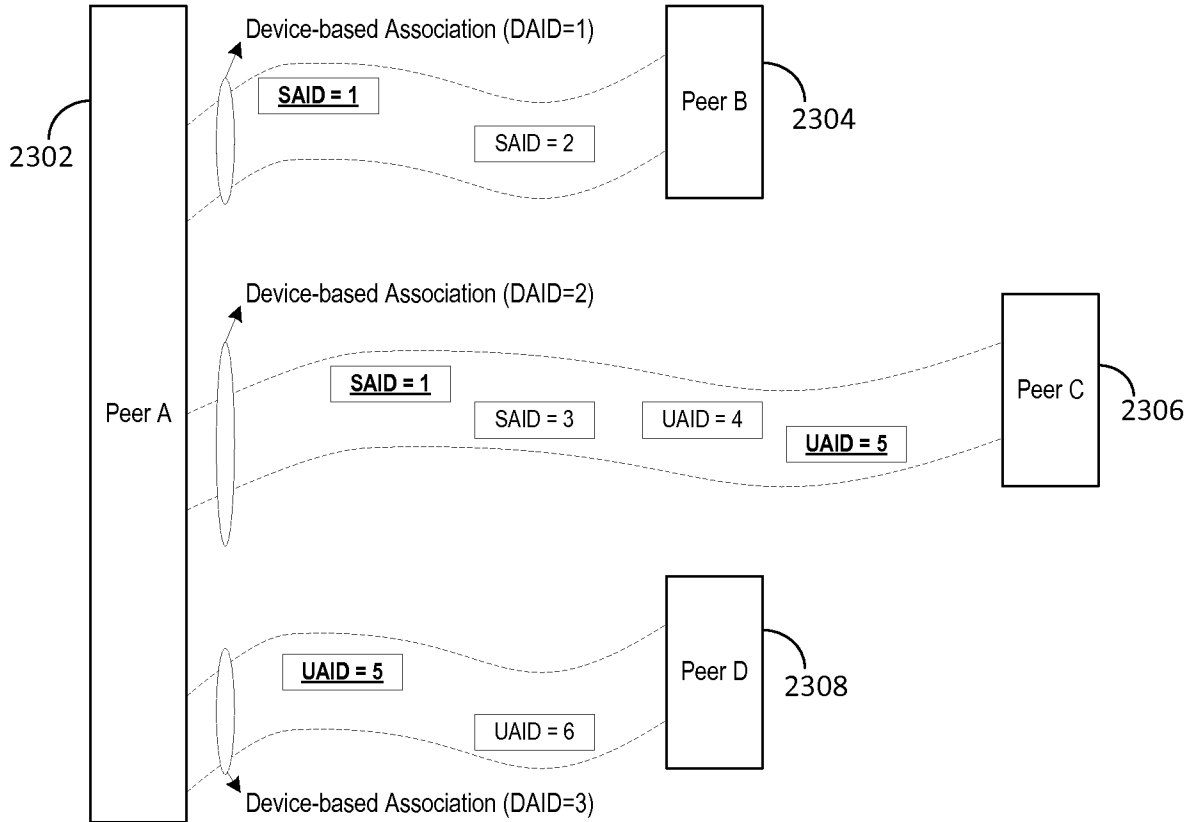 Device-based Association (DAID=1)
SAID = 1
Peer B
2304
2302
SAID = 2
Device-based Association (DAID=2)
SAID = 1
Peer C
2306
Peer A
SAID = 3
UAID = 4
UAID = 5
Peer D
2308
UAID = 5
UAID = 6
Device-based Association (DAID=3)